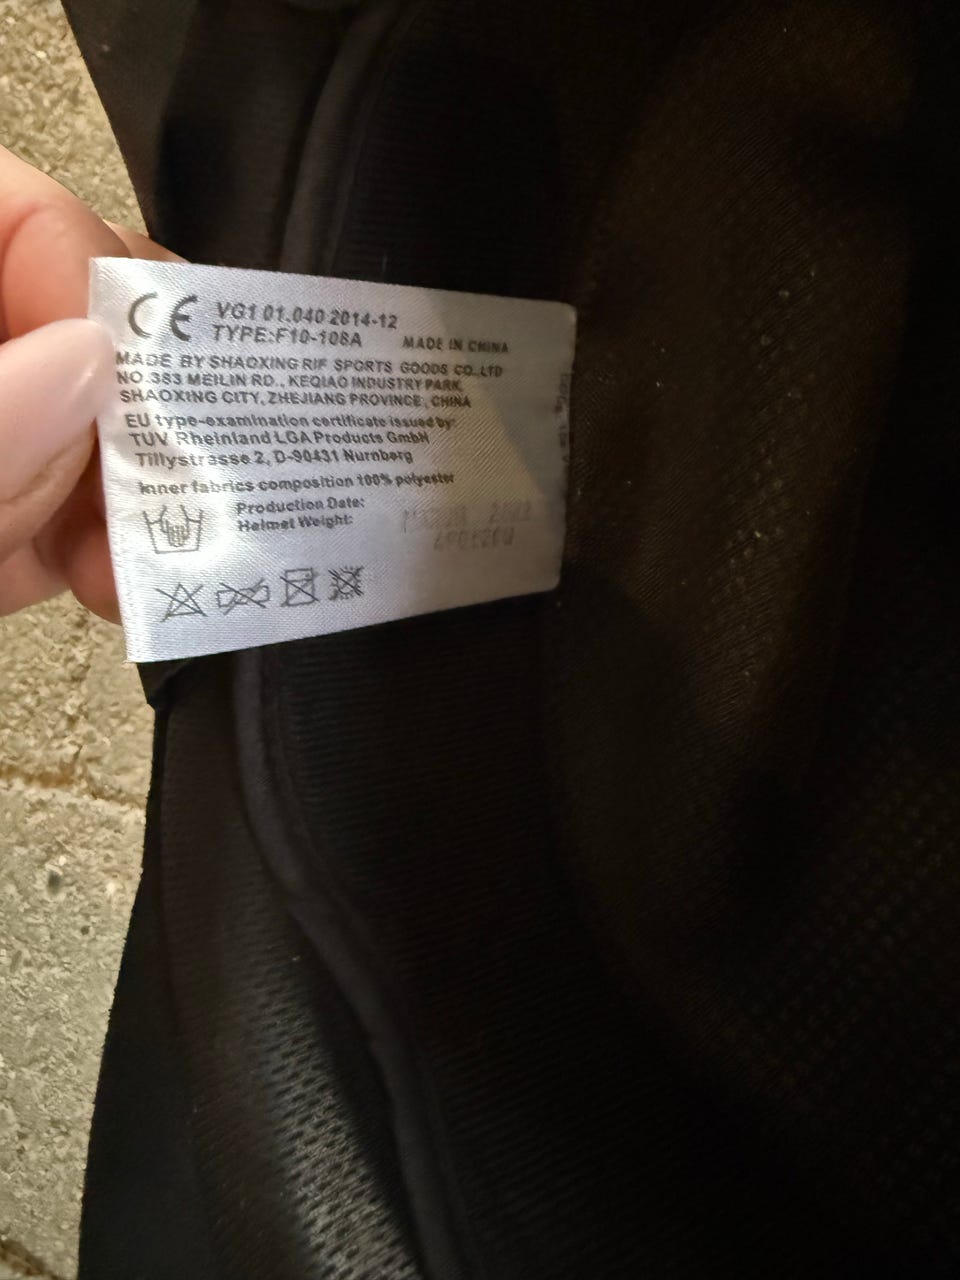 CE VG1 01.040 2014-12
TYPE:F10-108A MADE IN CHINA
MADE BY SHAOXING RIF SPORTS GOODS CO.,LTD
NO.383 MEILIN RD., KEQIAO INDUSTRY PARK,
SHAOXING CITY, ZHEJIANG PROVINCE, CHINA
EU type-examination certificate issued by:
TUV Rheinland LGA Products GmbH
Tillystrasse 2, D-90431 Nurnberg
Inner fabrics composition 100% polyester
Production Date:
Helmet Weight: